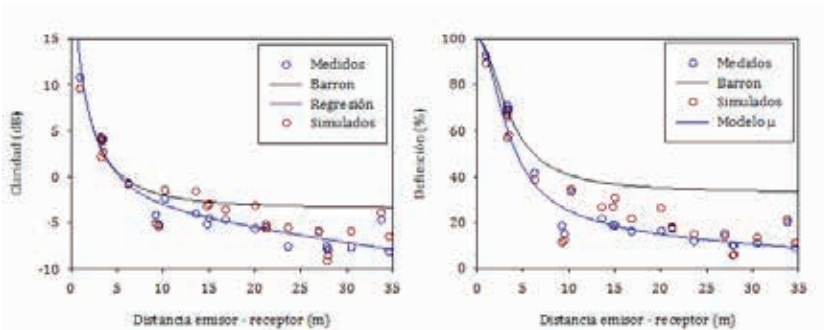 15
10
5
0
-5
-10
Claridad (dB)
Medidos
Barron
Regresión
Simulados
0 5 10 15 20 25 30 35
Distancia emisor - receptor (m)
100
80
60
40
20
0
Definición (%)
Medidos
Barron
Simulados
Modelo μ
0 5 10 15 20 25 30 35
Distancia emisor - receptor (m)